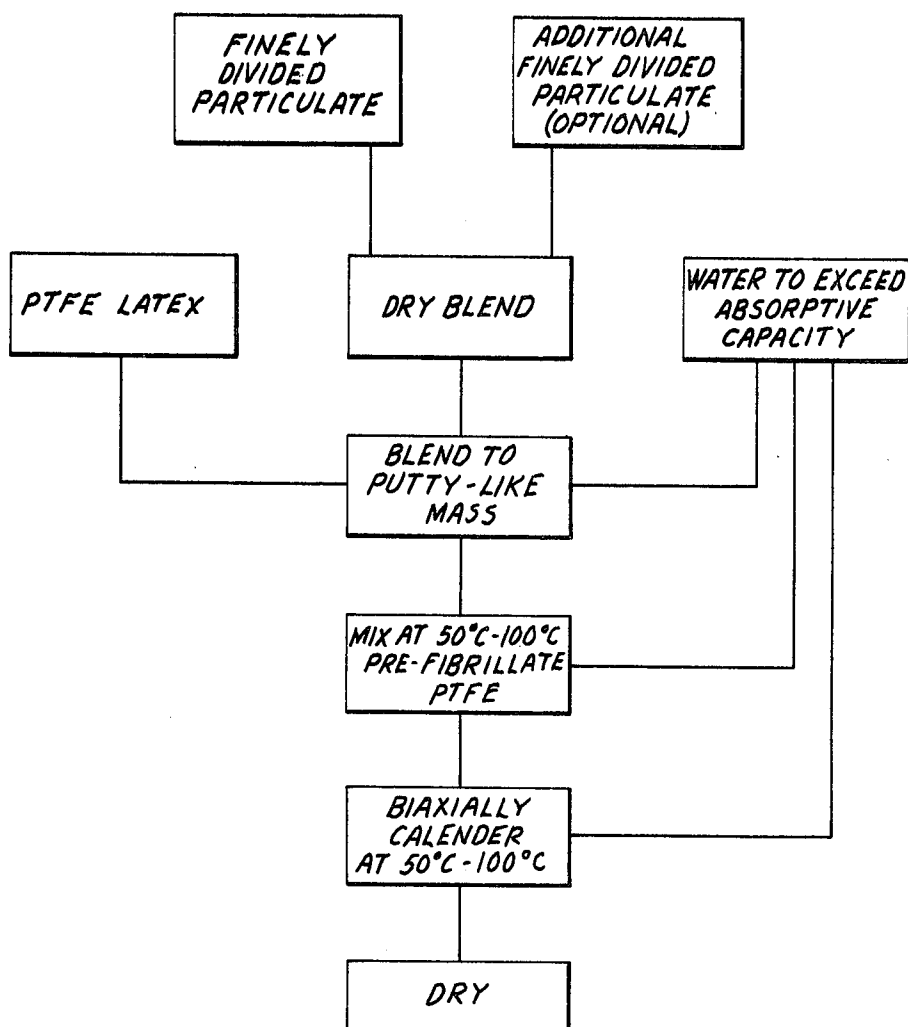 FINELY
DIVIDED
PARTICULATE
ADDITIONAL
FINELY DIVIDED
PARTICULATE
(OPTIONAL)
PTFE LATEX
DRY BLEND
WATER TO EXCEED
ABSORPTIVE
CAPACITY
BLEND TO
PUTTY-LIKE
MASS
MIX AT 50°C-100°C
PRE-FIBRILLATE
PTFE
BIAXIALLY
CALENDER
AT 50°C-100°C
DRY